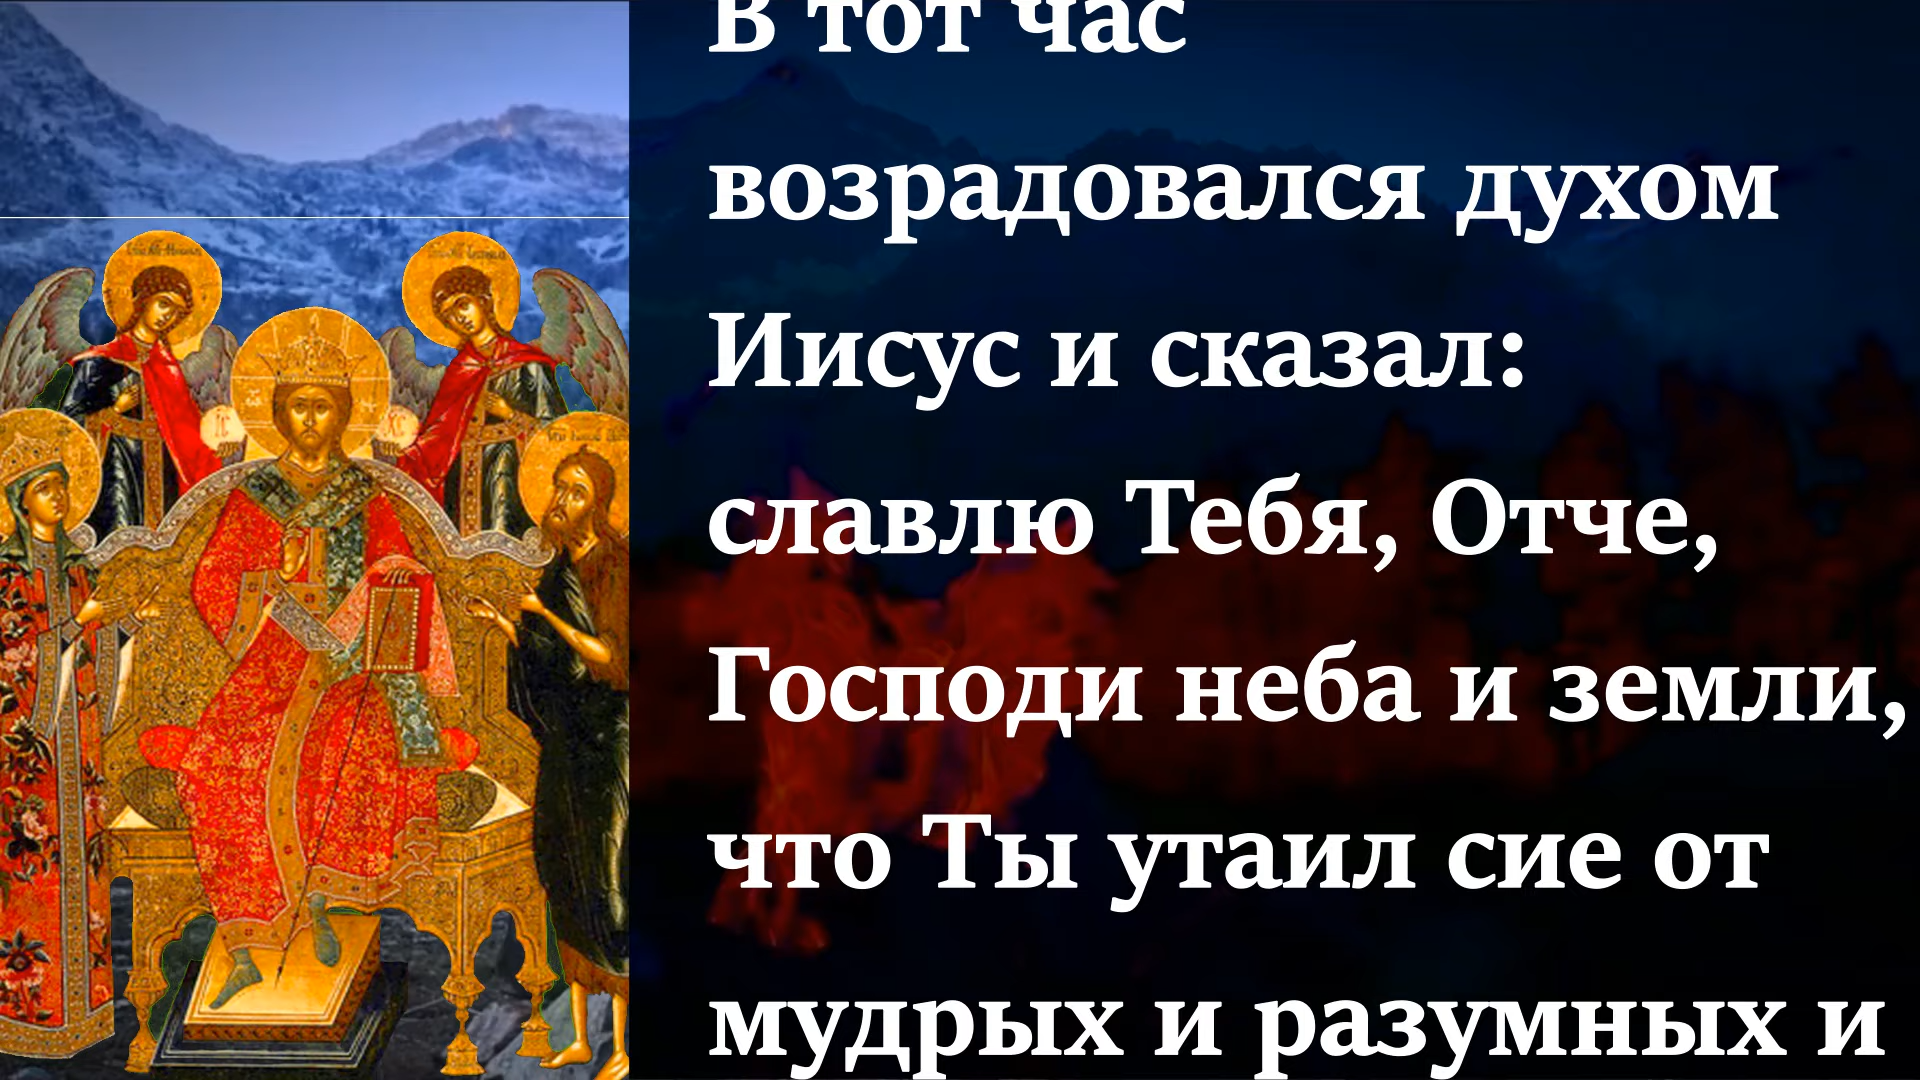 В тот час
возрадовался духом
Иисус и сказал:
славлю Тебя, Отче,
Господи неба и земли,
что Ты утаил сие от
мудрых и разумных и